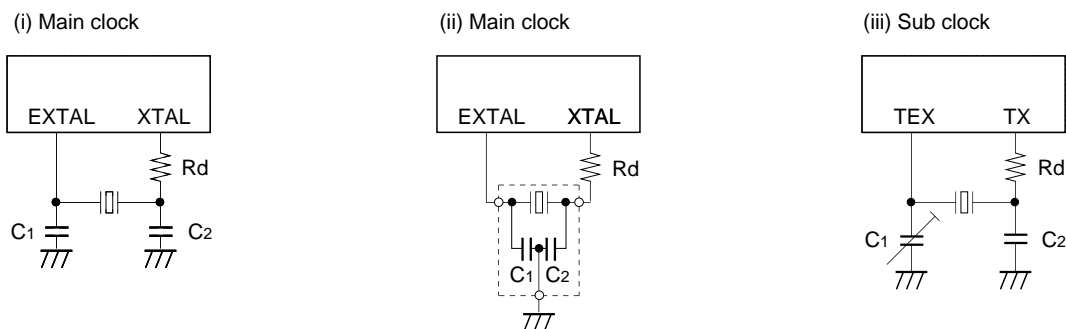 (i) Main clock
(ii) Main clock
(iii) Sub clock
EXTAL XTAL
EXTAL XTAL
TEX TX
Rd
Rd
Rd
C1 C2
C1 C2
C1 C2